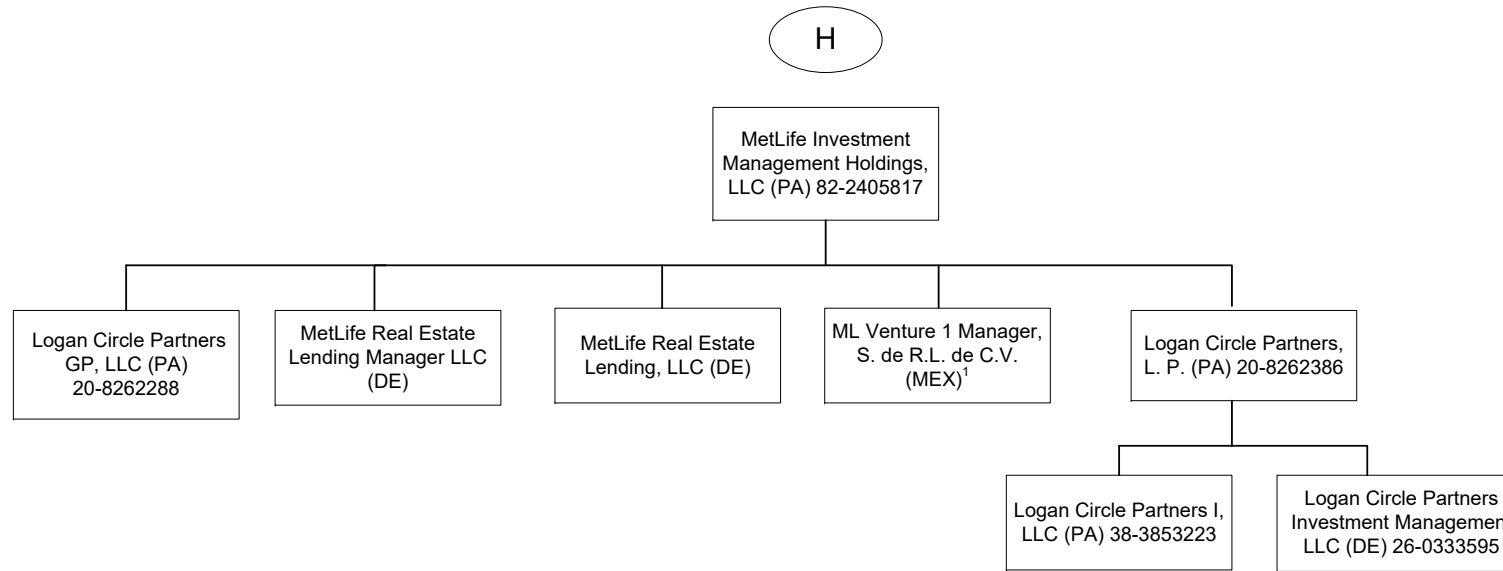 H
MetLife Investment
Management Holdings,
LLC (PA) 82-2405817
Logan Circle Partners
GP, LLC (PA)
20-8262288
MetLife Real Estate
Lending Manager LLC
(DE)
MetLife Real Estate
Lending, LLC (DE)
ML Venture 1 Manager,
S. de R.L. de C.V.
(MEX)¹
Logan Circle Partners,
L. P. (PA) 20-8262386
Logan Circle Partners I,
LLC (PA) 38-3853223
Logan Circle Partners
Investment Managemen
LLC (DE) 26-0333595